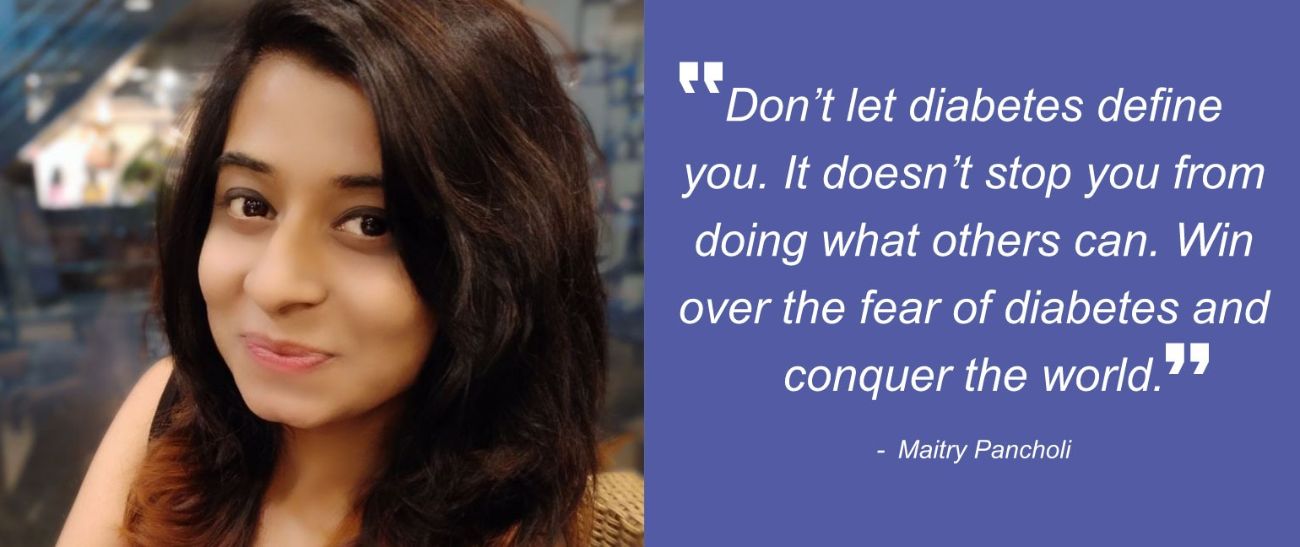 ❞Don’t let diabetes define
you. It doesn’t stop you from
doing what others can. Win
over the fear of diabetes and
conquer the world.❞
- Maitry Pancholi